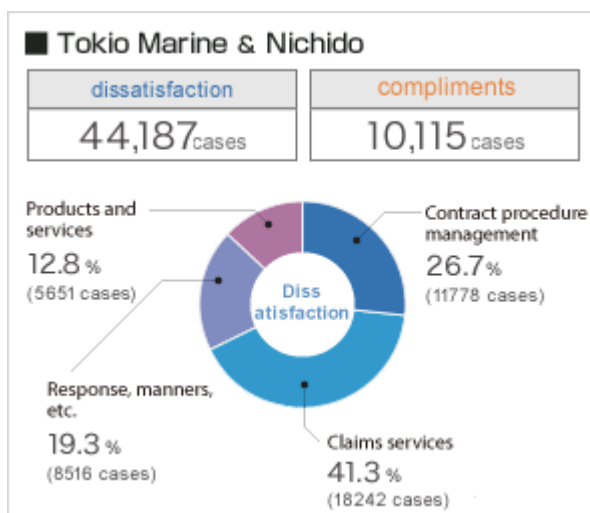 ■ Tokio Marine & Nichido
dissatisfaction
44,187cases
compliments
10,115 cases
Products and
services
12.8 %
(5651 cases)
Contract procedure
management
26.7%
(11778 cases)
Diss
atisfaction
Response, manners,
etc.
19.3 %
(8516 cases)
Claims services
41.3 %
(18242 cases)